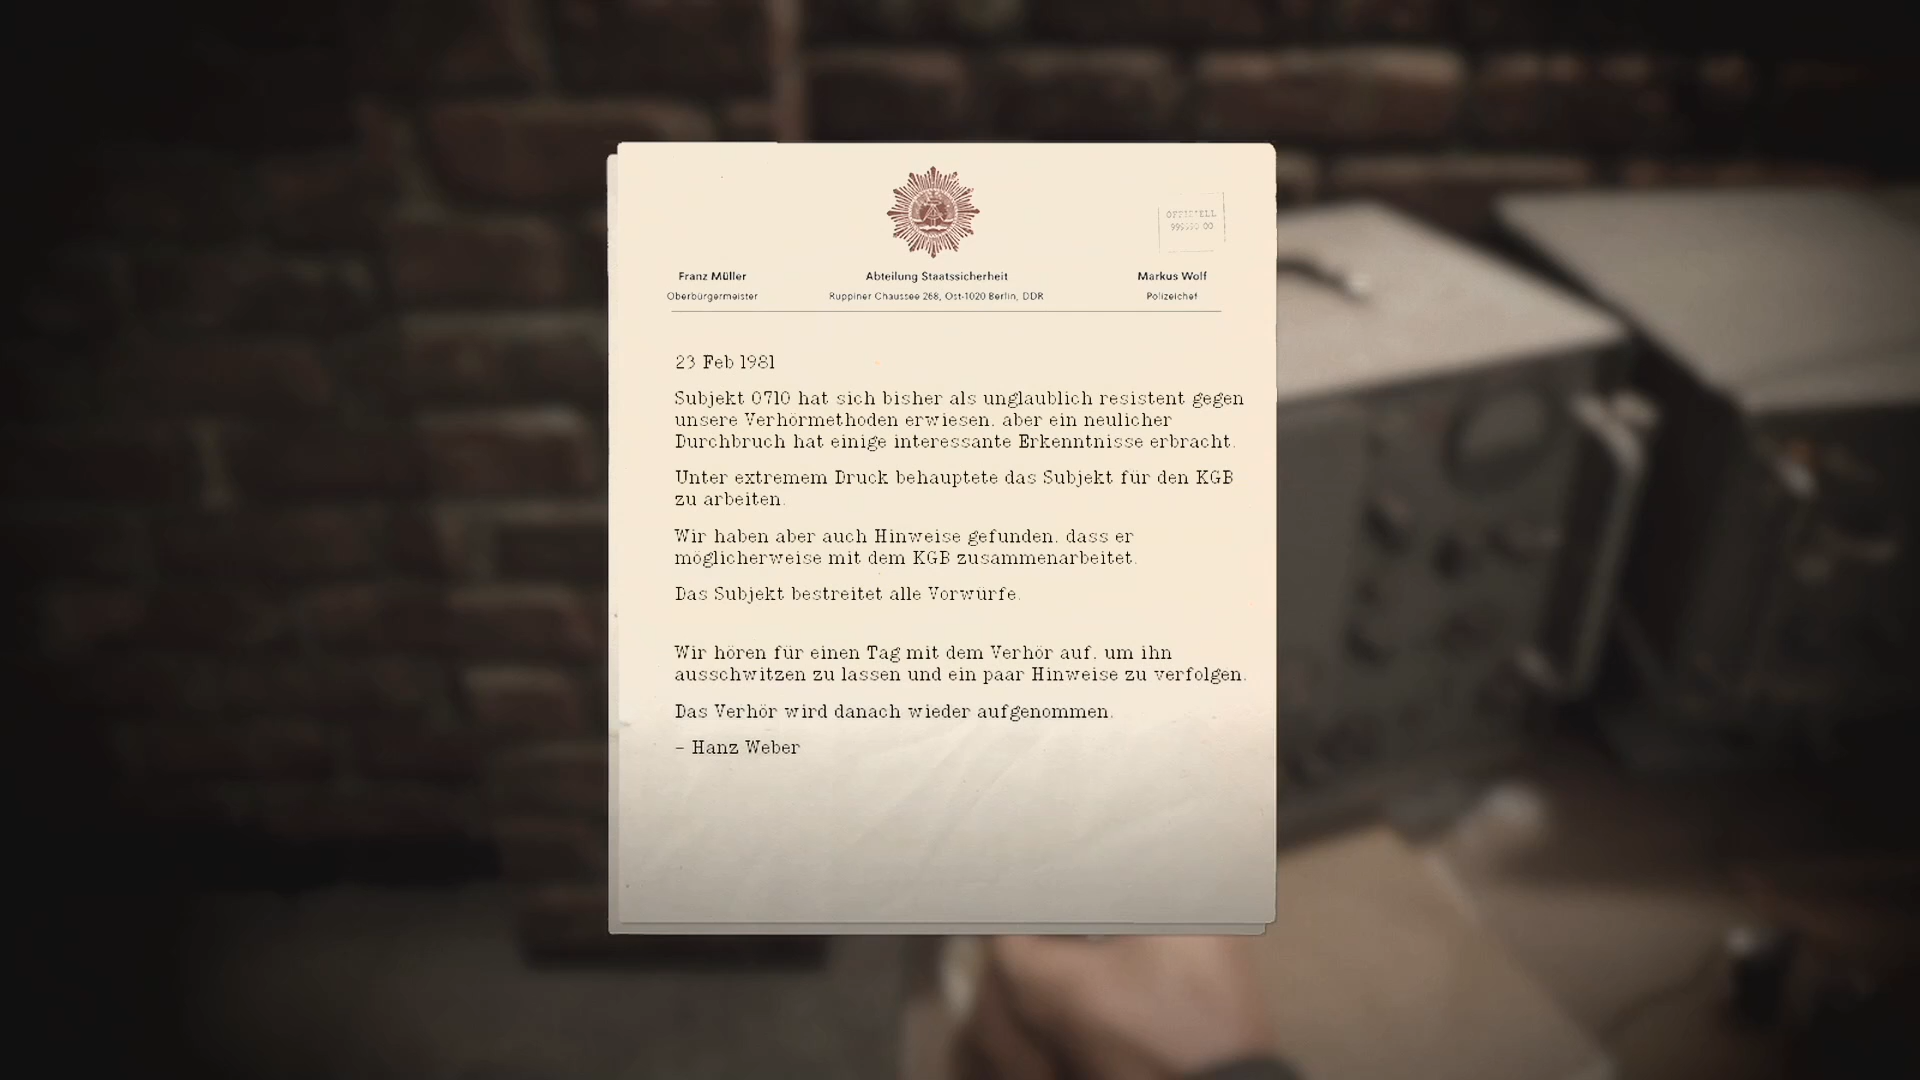 OFFIZIELL
Franz Müller
Abteilung Staatssicherheit
Markus Wolf
Oberbürgermeister
Ruppiner Chaussee 268, Ost-1020 Berlin, DDR
Polizeichef
23 Feb 1981
Subjekt 0710 hat sich bisher als unglaublich resistent gegen
unsere Verhörmethoden erwiesen, aber ein neulicher
Durchbruch hat einige interessante Erkenntnisse erbracht.
Unter extremem Druck behauptete das Subjekt für den KGB
zu arbeiten.
Wir haben aber auch Hinweise gefunden, dass er
möglicherweise mit dem KGB zusammenarbeitet.
Das Subjekt bestreitet alle Vorwürfe.
Wir hören für einen Tag mit dem Verhör auf, um ihn
ausschwitzen zu lassen und ein paar Hinweise zu verfolgen.
Das Verhör wird danach wieder aufgenommen.
– Hanz Weber